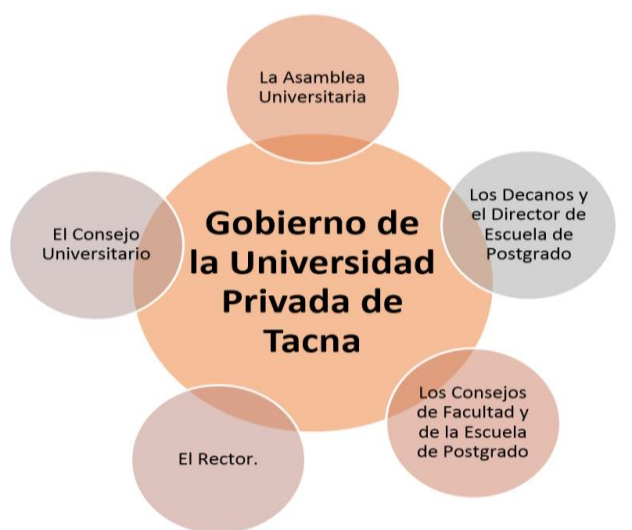 La Asamblea
Universitaria
Los Decanos y
el Director de
Escuela de
Postgrado
El Consejo
Universitario
Gobierno de
la Universidad
Privada de
Tacna
Los Consejos
de Facultad y
de la Escuela
de Postgrado
El Rector.